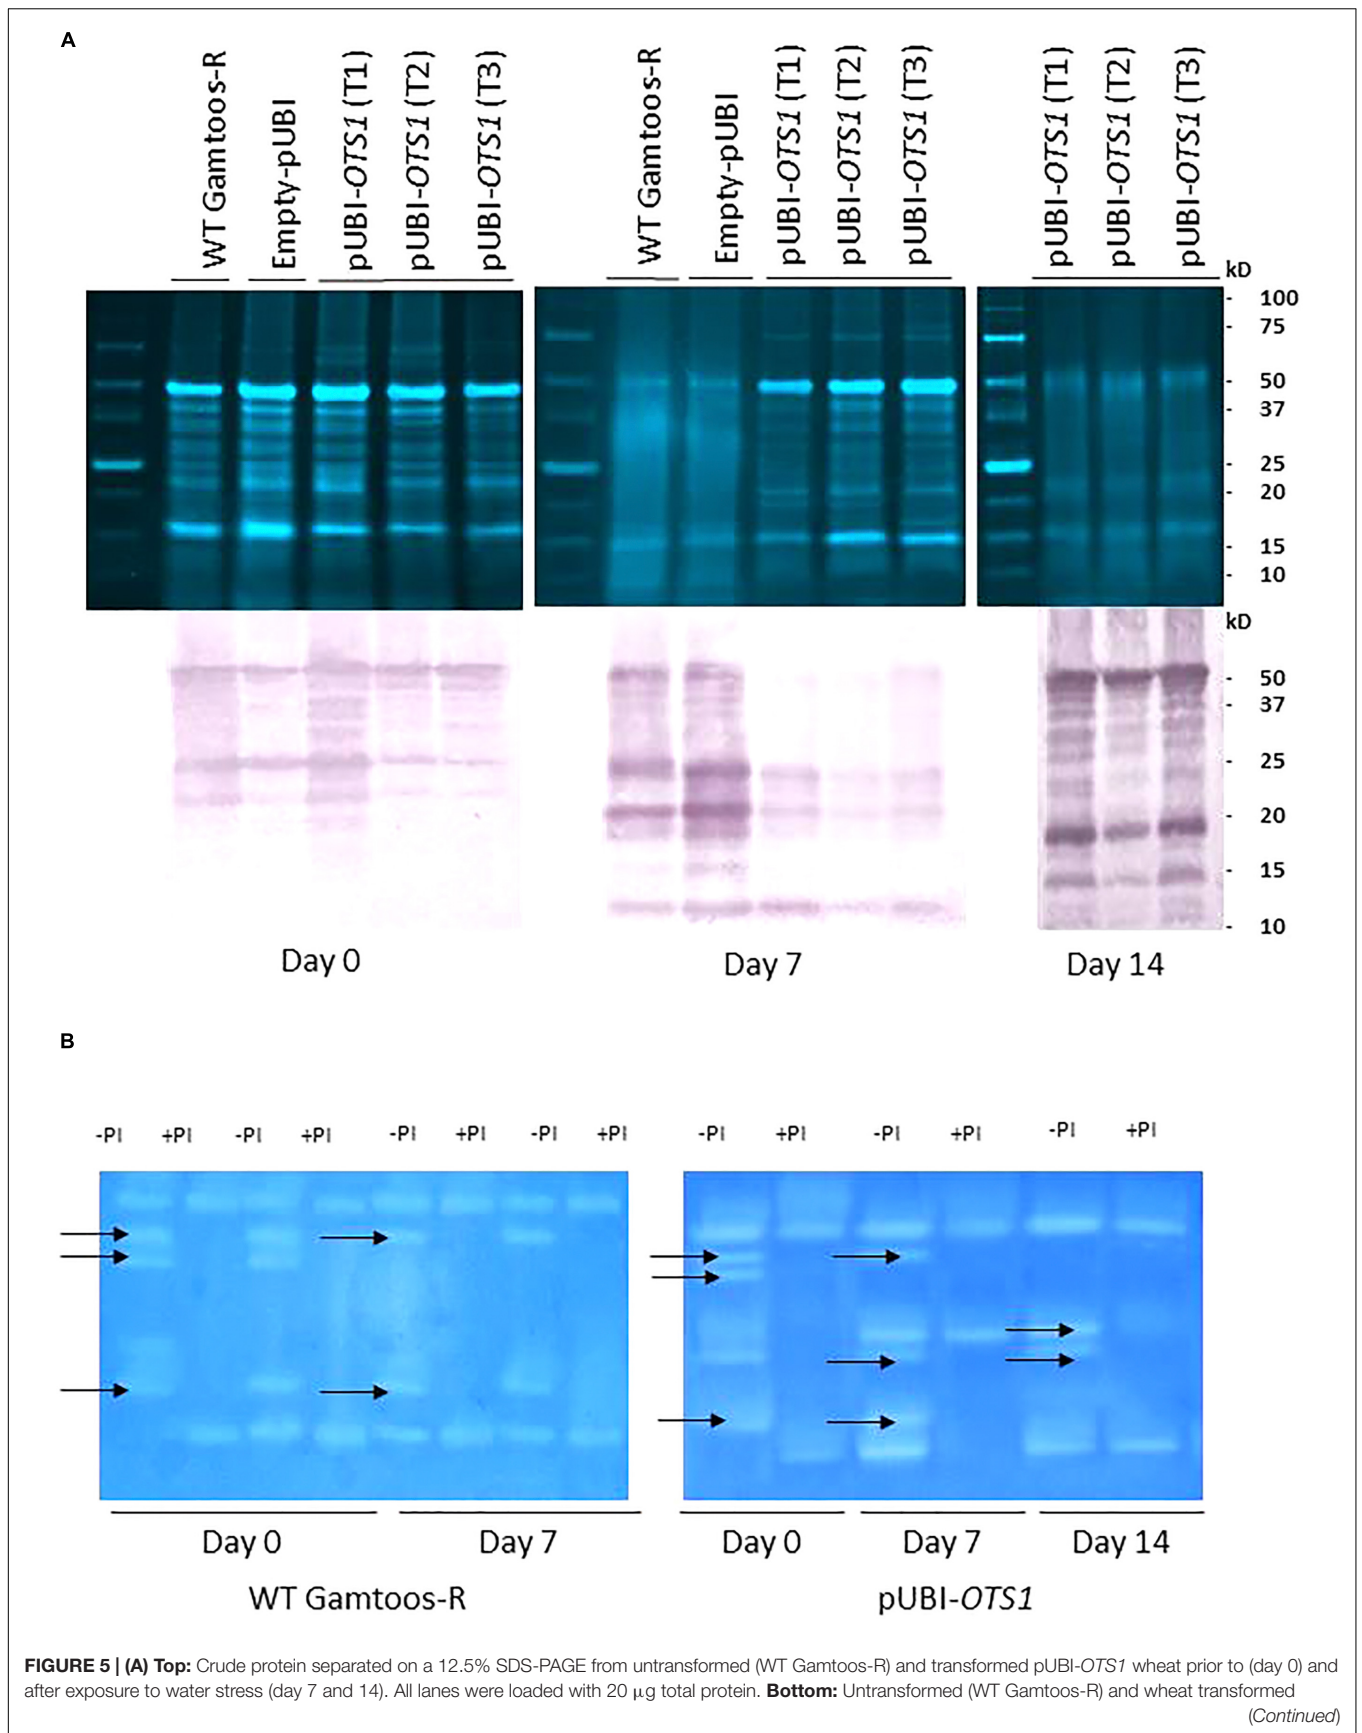 A
WT Gamtoos-R
Empty-pUBI
pUBI-OTS1 (T1)
pUBI-OTS1 (T2)
pUBI-OTS1 (T3)
WT Gamtoos-R
Empty-pUBI
pUBI-OTS1 (T1)
pUBI-OTS1 (T2)
pUBI-OTS1 (T3)
pUBI-OTS1 (T1)
pUBI-OTS1 (T2)
pUBI-OTS1 (T3)
kD
- 100
- 75
- 50
- 37
- 25
- 20
- 15
- 10
kD
- 50
- 37
- 25
- 20
- 15
- 10
Day 0 Day 7 Day 14
B
-PI +PI -PI +PI -PI +PI -PI +PI -PI +PI -PI +PI -PI +PI
Day 0 Day 7 Day 0 Day 7 Day 14
WT Gamtoos-R pUBI-OTS1
FIGURE 5 | (A) Top: Crude protein separated on a 12.5% SDS-PAGE from untransformed (WT Gamtoos-R) and transformed pUBI-OTS1 wheat prior to (day 0) and
after exposure to water stress (day 7 and 14). All lanes were loaded with 20 μg total protein. Bottom: Untransformed (WT Gamtoos-R) and wheat transformed
(Continued)